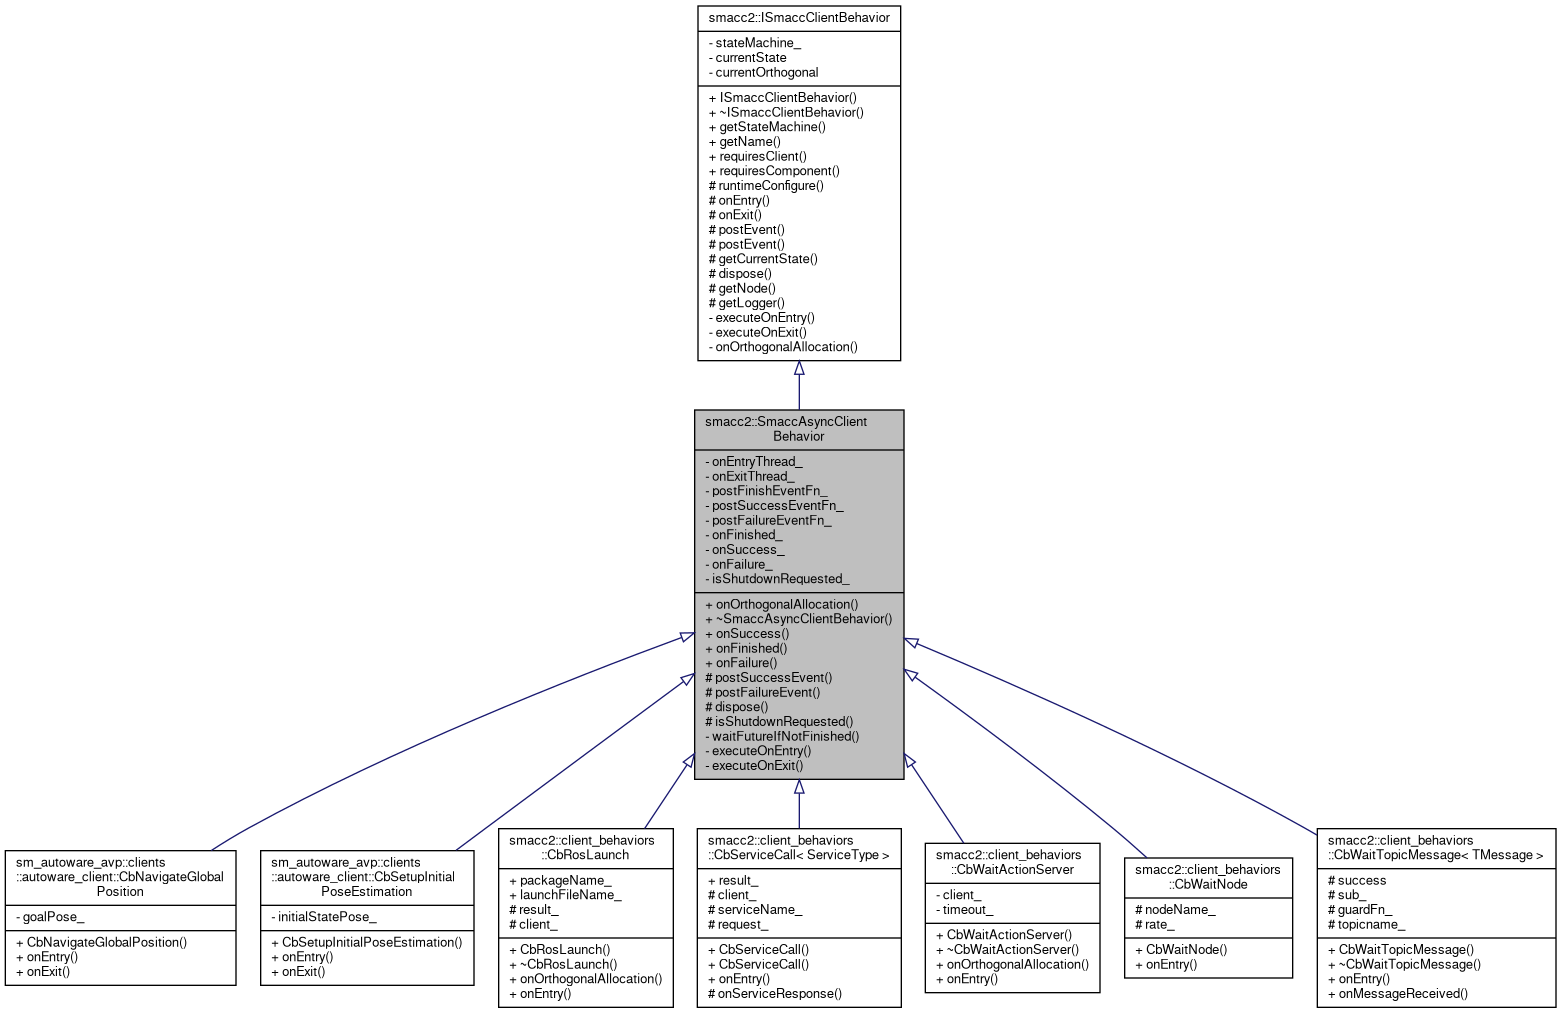 smacc2::ISmaccClientBehavior
- stateMachine_
- currentState
- currentOrthogonal
+ ISmaccClientBehavior()
+ ~ISmaccClientBehavior()
+ getStateMachine()
+ getName()
+ requiresClient()
+ requiresComponent()
# runtimeConfigure()
# onEntry()
# onExit()
# postEvent()
# postEvent()
# getCurrentState()
# dispose()
# getNode()
# getLogger()
- executeOnEntry()
- executeOnExit()
- onOrthogonalAllocation()
smacc2::SmaccAsyncClient
Behavior
- onEntryThread_
- onExitThread_
- postFinishEventFn_
- postSuccessEventFn_
- postFailureEventFn_
- onFinished_
- onSuccess_
- onFailure_
- isShutdownRequested_
+ onOrthogonalAllocation()
+ ~SmaccAsyncClientBehavior()
+ onSuccess()
+ onFinished()
+ onFailure()
# postSuccessEvent()
# postFailureEvent()
# dispose()
# isShutdownRequested()
- waitFutureIfNotFinished()
- executeOnEntry()
- executeOnExit()
sm_autoware_avp::clients
::autoware_client::CbNavigateGlobal
Position
- goalPose_
+ CbNavigateGlobalPosition()
+ onEntry()
+ onExit()
sm_autoware_avp::clients
::autoware_client::CbSetupInitial
PoseEstimation
- initialStatePose_
+ CbSetupInitialPoseEstimation()
+ onEntry()
+ onExit()
smacc2::client_behaviors
::CbRosLaunch
+ packageName_
+ launchFileName_
# result_
# client_
+ CbRosLaunch()
+ ~CbRosLaunch()
+ onOrthogonalAllocation()
+ onEntry()
smacc2::client_behaviors
::CbServiceCall< ServiceType >
+ result_
# client_
# serviceName_
# request_
+ CbServiceCall()
+ CbServiceCall()
+ onEntry()
# onServiceResponse()
smacc2::client_behaviors
::CbWaitActionServer
- client_
- timeout_
+ CbWaitActionServer()
+ ~CbWaitActionServer()
+ onOrthogonalAllocation()
+ onEntry()
smacc2::client_behaviors
::CbWaitNode
# nodeName_
# rate_
+ CbWaitNode()
+ onEntry()
smacc2::client_behaviors
::CbWaitTopicMessage< TMessage >
# success
# sub_
# guardFn_
# topicname_
+ CbWaitTopicMessage()
+ ~CbWaitTopicMessage()
+ onEntry()
+ onMessageReceived()